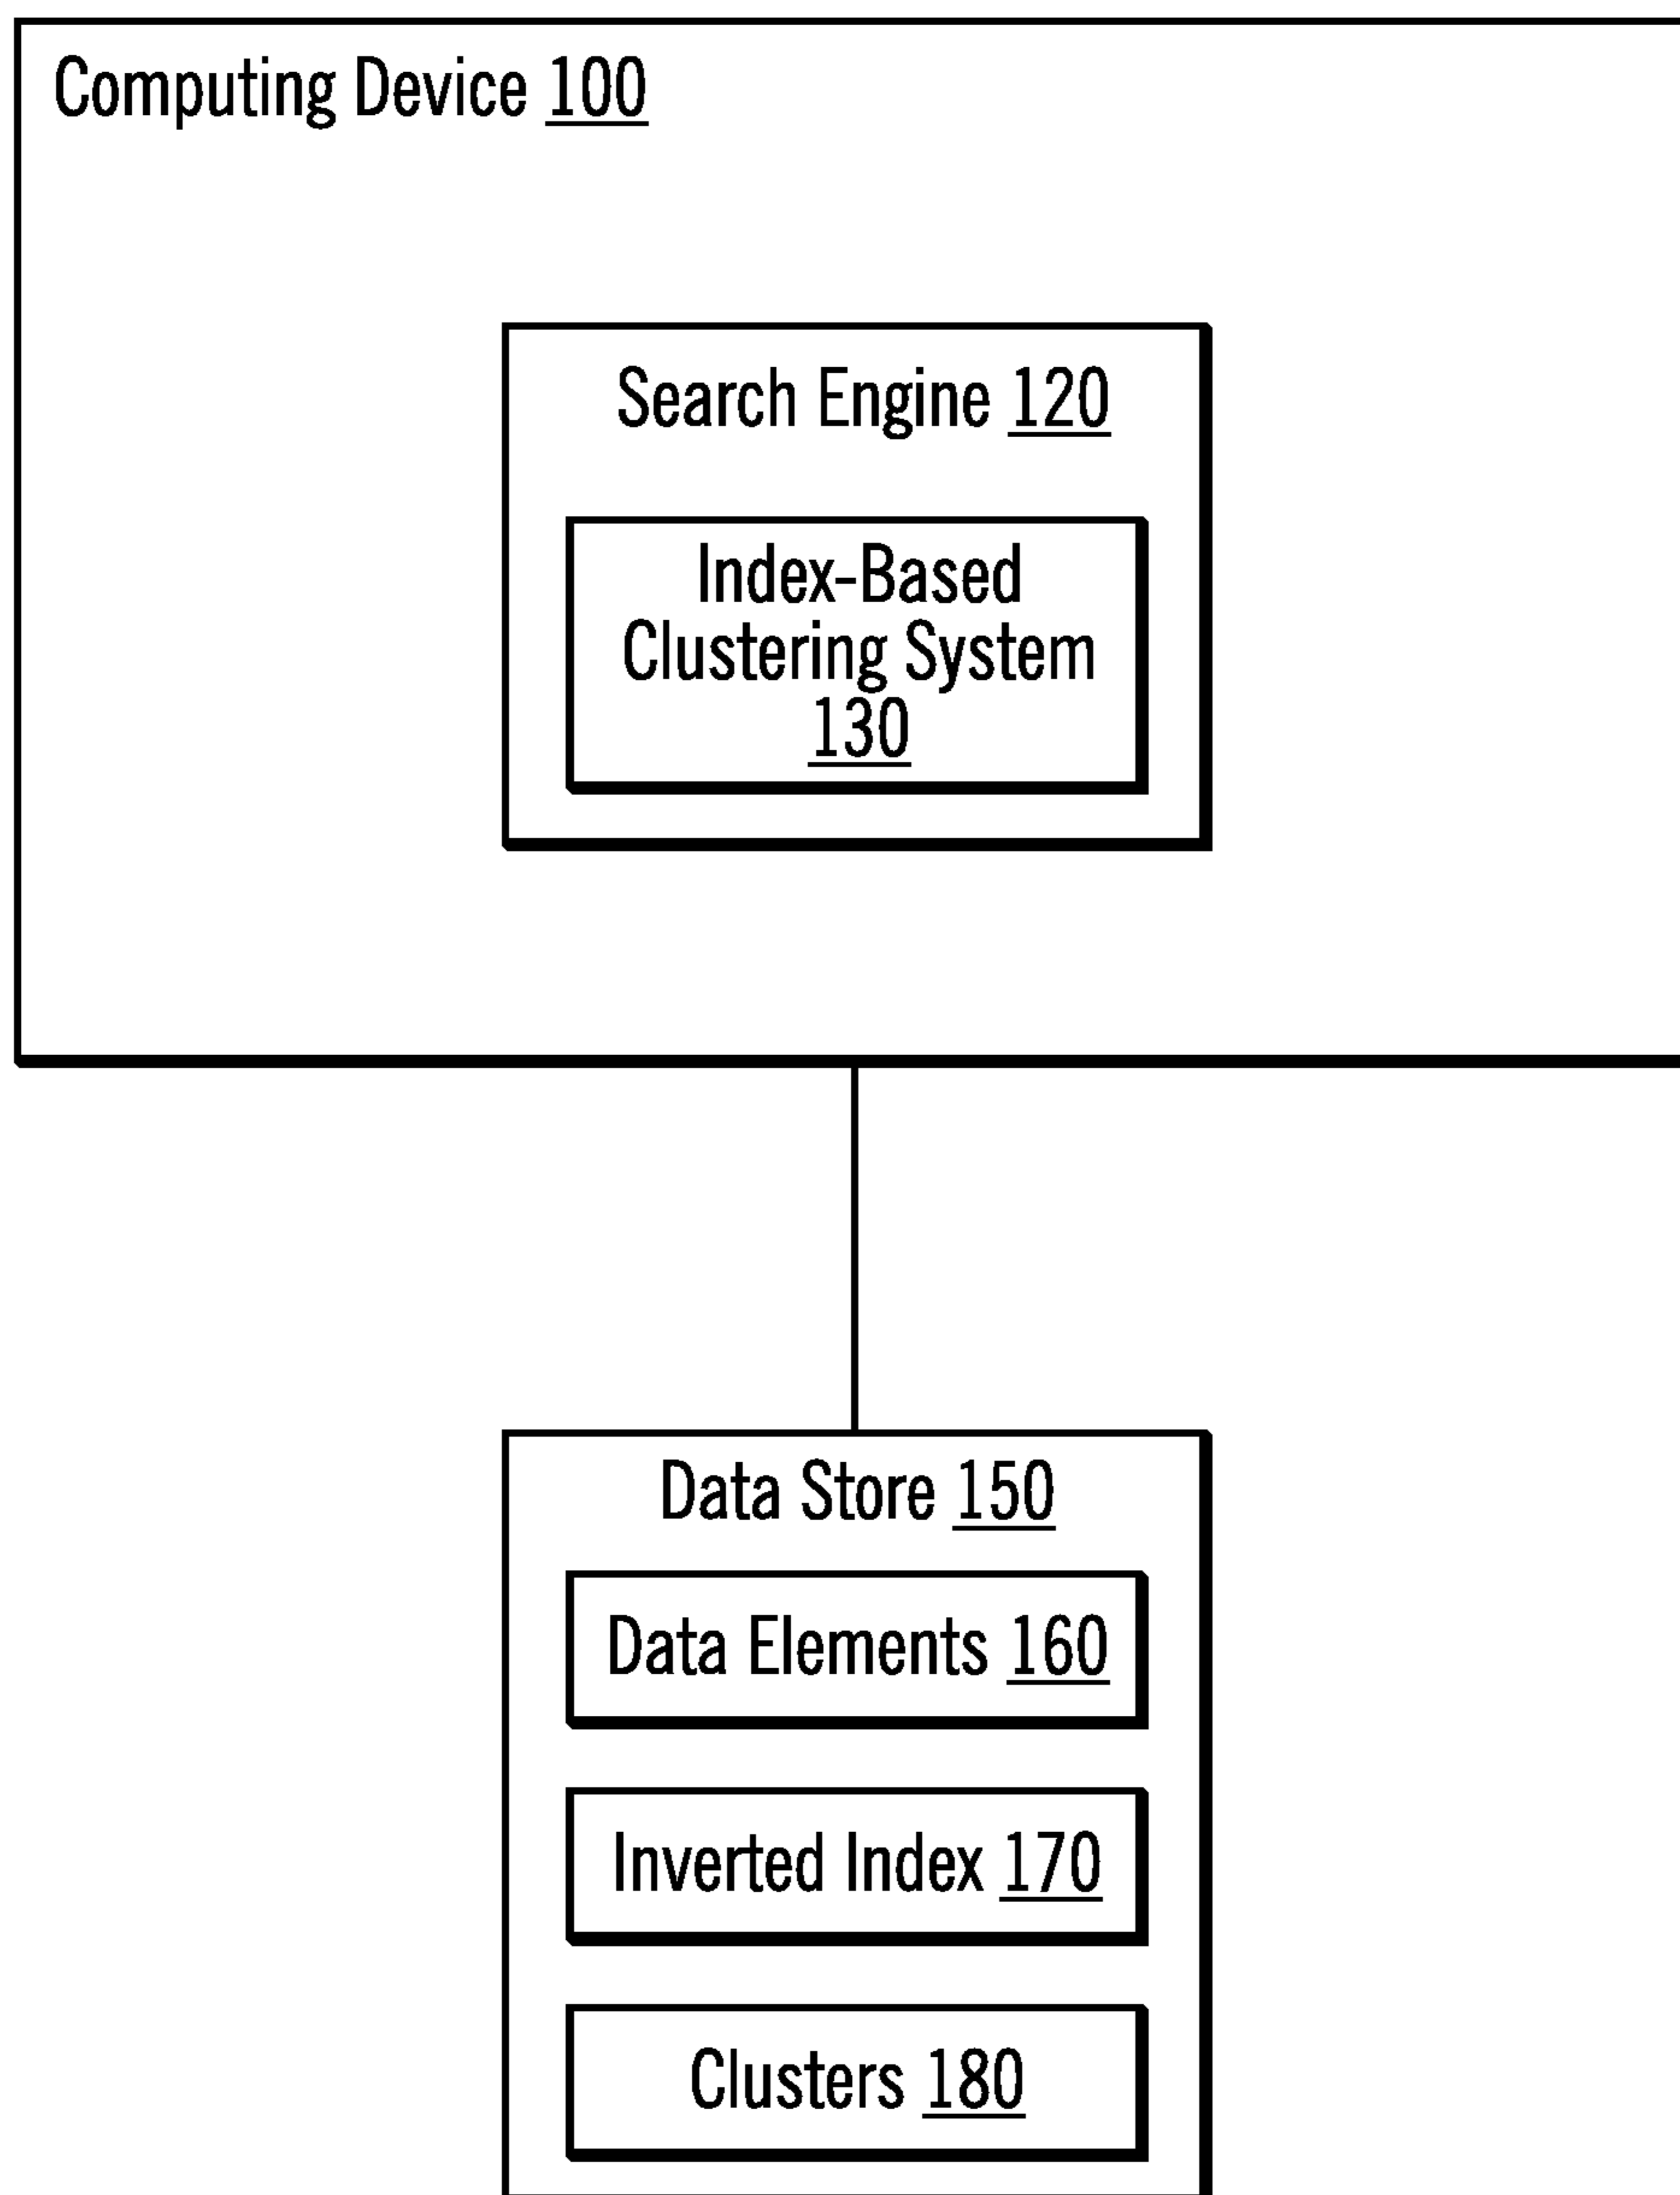 Computing Device 100
Search Engine 120
Index-Based
Clustering System
130
Data Store 150
Data Elements 160
Inverted Index 170
Clusters 180